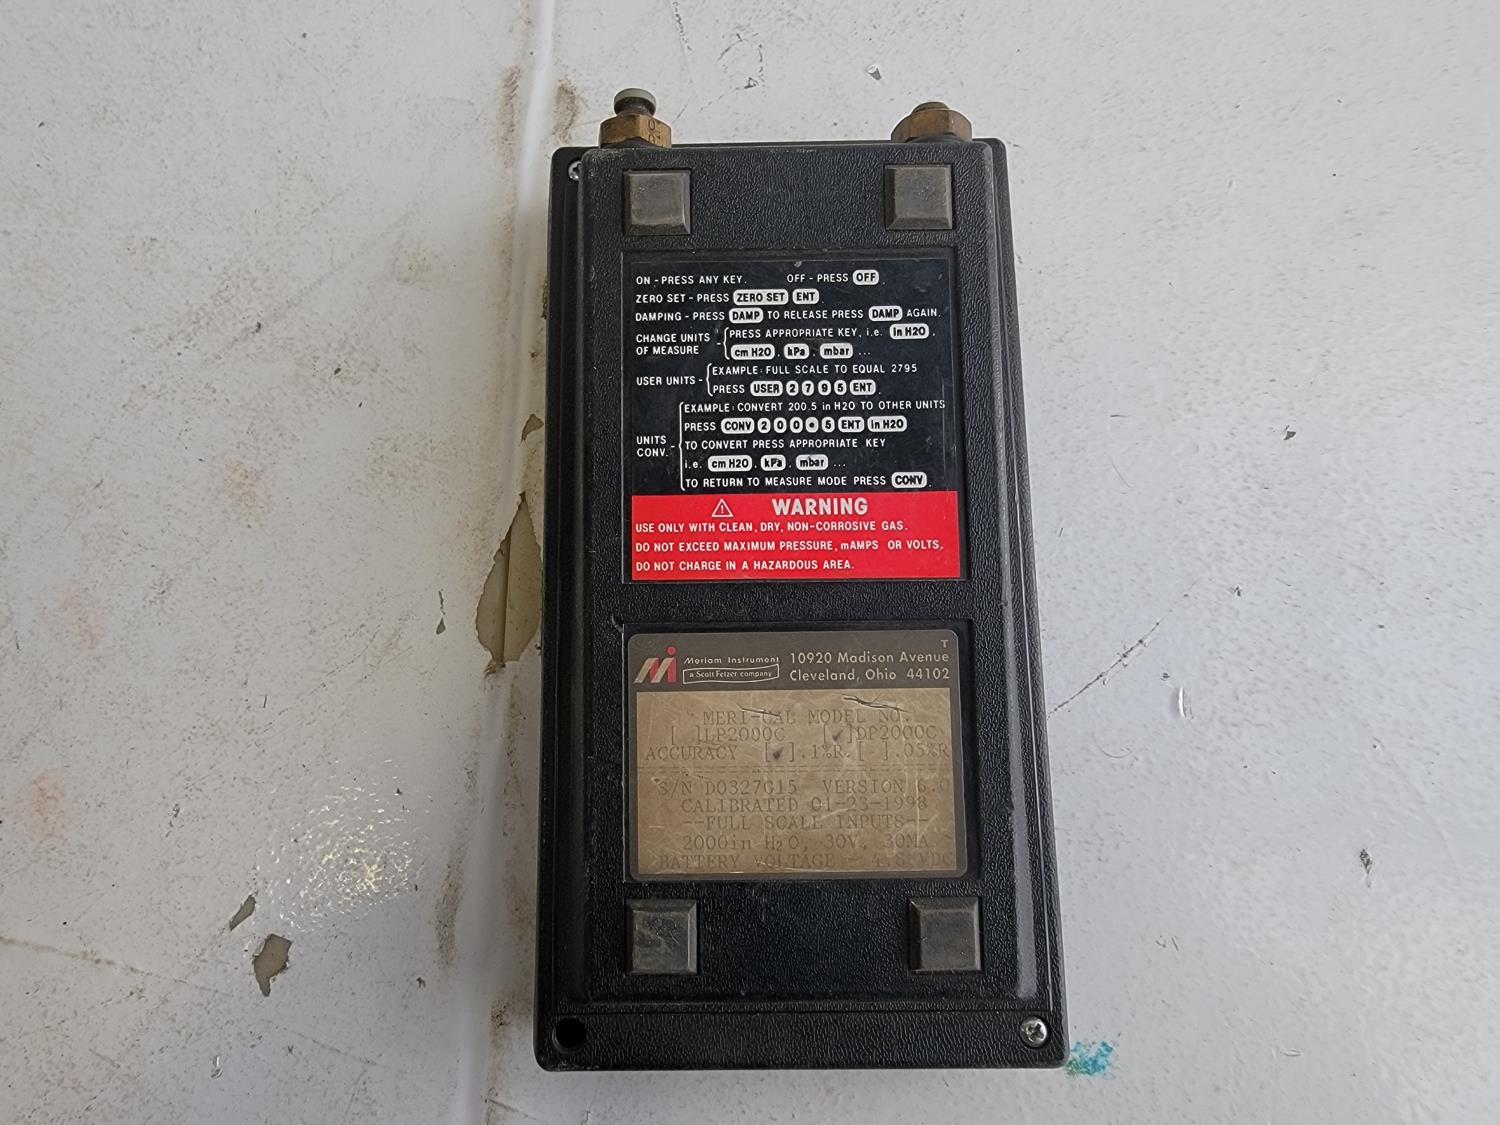 ON - PRESS ANY KEY. OFF - PRESS OFF .
ZERO SET - PRESS ZERO SET ENT .
DAMPING - PRESS DAMP TO RELEASE PRESS DAMP AGAIN.
CHANGE UNITS OF MEASURE - PRESS APPROPRIATE KEY, i.e. in H2O ,
cm H2O , kPa , mbar ...
USER UNITS - EXAMPLE: FULL SCALE TO EQUAL 2795
PRESS USER 2 7 9 5 ENT .
UNITS CONV. - EXAMPLE: CONVERT 200.5 in H2O TO OTHER UNITS
PRESS CONV 2 0 0 • 5 ENT in H2O
TO CONVERT PRESS APPROPRIATE KEY
i.e. cm H2O , kPa , mbar ...
TO RETURN TO MEASURE MODE PRESS CONV .
⚠ WARNING
USE ONLY WITH CLEAN, DRY, NON-CORROSIVE GAS.
DO NOT EXCEED MAXIMUM PRESSURE, mAMPS OR VOLTS.
DO NOT CHARGE IN A HAZARDOUS AREA.
T
Meriam Instrument 10920 Madison Avenue
a Scott Fetzer company Cleveland, Ohio 44102
MERI-CAL MODEL NO.
[ ]LP2000C [✓]DP2000C
ACCURACY [✓].1%R [ ].05%R
S/N D0327G15 VERSION 6.0
CALIBRATED 01-23-1998
--FULL SCALE INPUTS--
2000in H₂O, 30V, 30MA
BATTERY VOLTAGE - 4.8 VDC